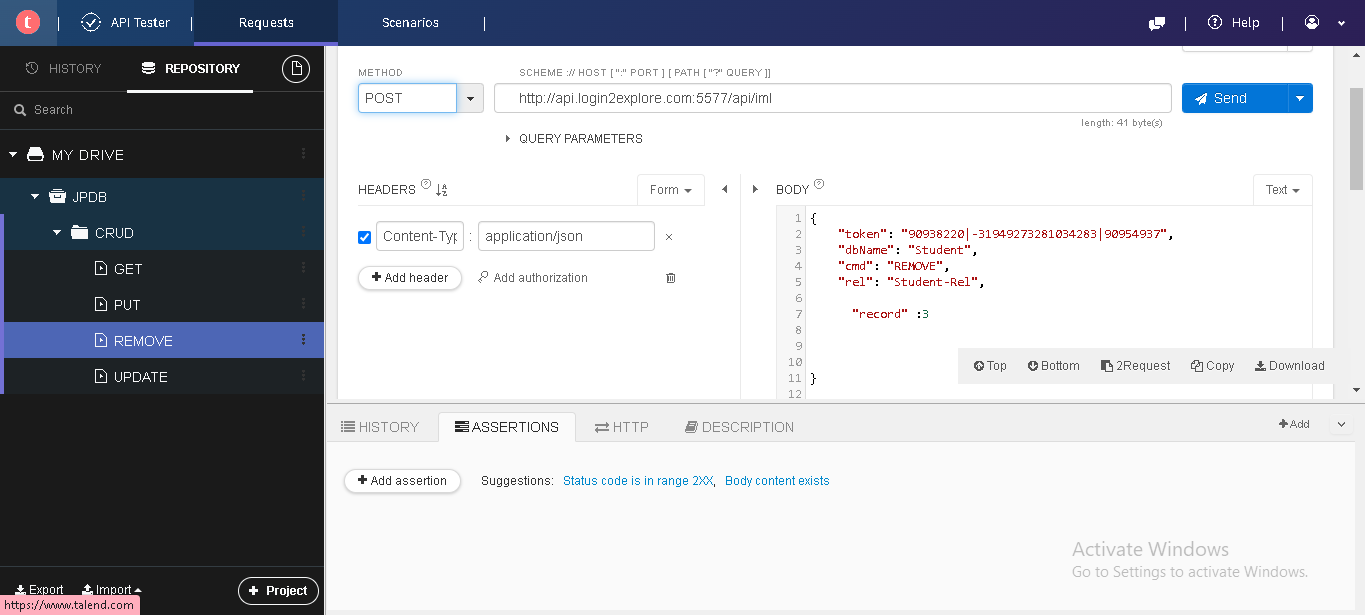 t | API Tester | Requests Scenarios | | Help |
HISTORY REPOSITORY
Search
MY DRIVE
JPDB
CRUD
GET
PUT
REMOVE
UPDATE
Export Import + Project
https://www.talend.com
METHOD SCHEME :// HOST [ ":" PORT ] [ PATH [ "?" QUERY ]]
POST http://api.login2explore.com:5577/api/iml Send
length: 41 byte(s)
QUERY PARAMETERS
HEADERS ? Form
Content-Typ : application/json ×
+ Add header Add authorization
BODY ? Text
1 {
2 "token": "90938220|-31949273281034283|90954937",
3 "dbName": "Student",
4 "cmd": "REMOVE",
5 "rel": "Student-Rel",
6
7 "record" :3
8
9
10
11 }
12
Top Bottom 2Request Copy Download
HISTORY ASSERTIONS HTTP DESCRIPTION + Add
+ Add assertion Suggestions: Status code is in range 2XX, Body content exists
Activate Windows
Go to Settings to activate Windows.